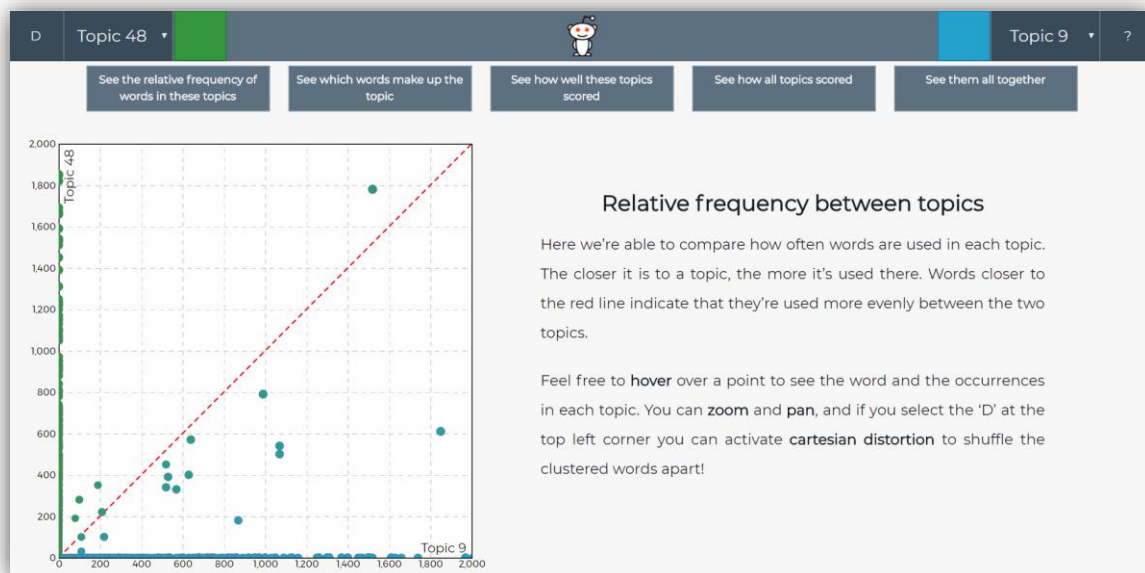 D
Topic 48 ▾
Topic 9 ▾
?
See the relative frequency of
words in these topics
See which words make up the
topic
See how well these topics
scored
See how all topics scored
See them all together
2,000
1,800
1,600
1,400
1,200
1,000
800
600
400
200
0
Topic 48
Topic 9
0 200 400 600 800 1,000 1,200 1,400 1,600 1,800 2,000
Relative frequency between topics
Here we're able to compare how often words are used in each topic.
The closer it is to a topic, the more it's used there. Words closer to
the red line indicate that they're used more evenly between the two
topics.
Feel free to hover over a point to see the word and the occurrences
in each topic. You can zoom and pan, and if you select the 'D' at the
top left corner you can activate cartesian distortion to shuffle the
clustered words apart!